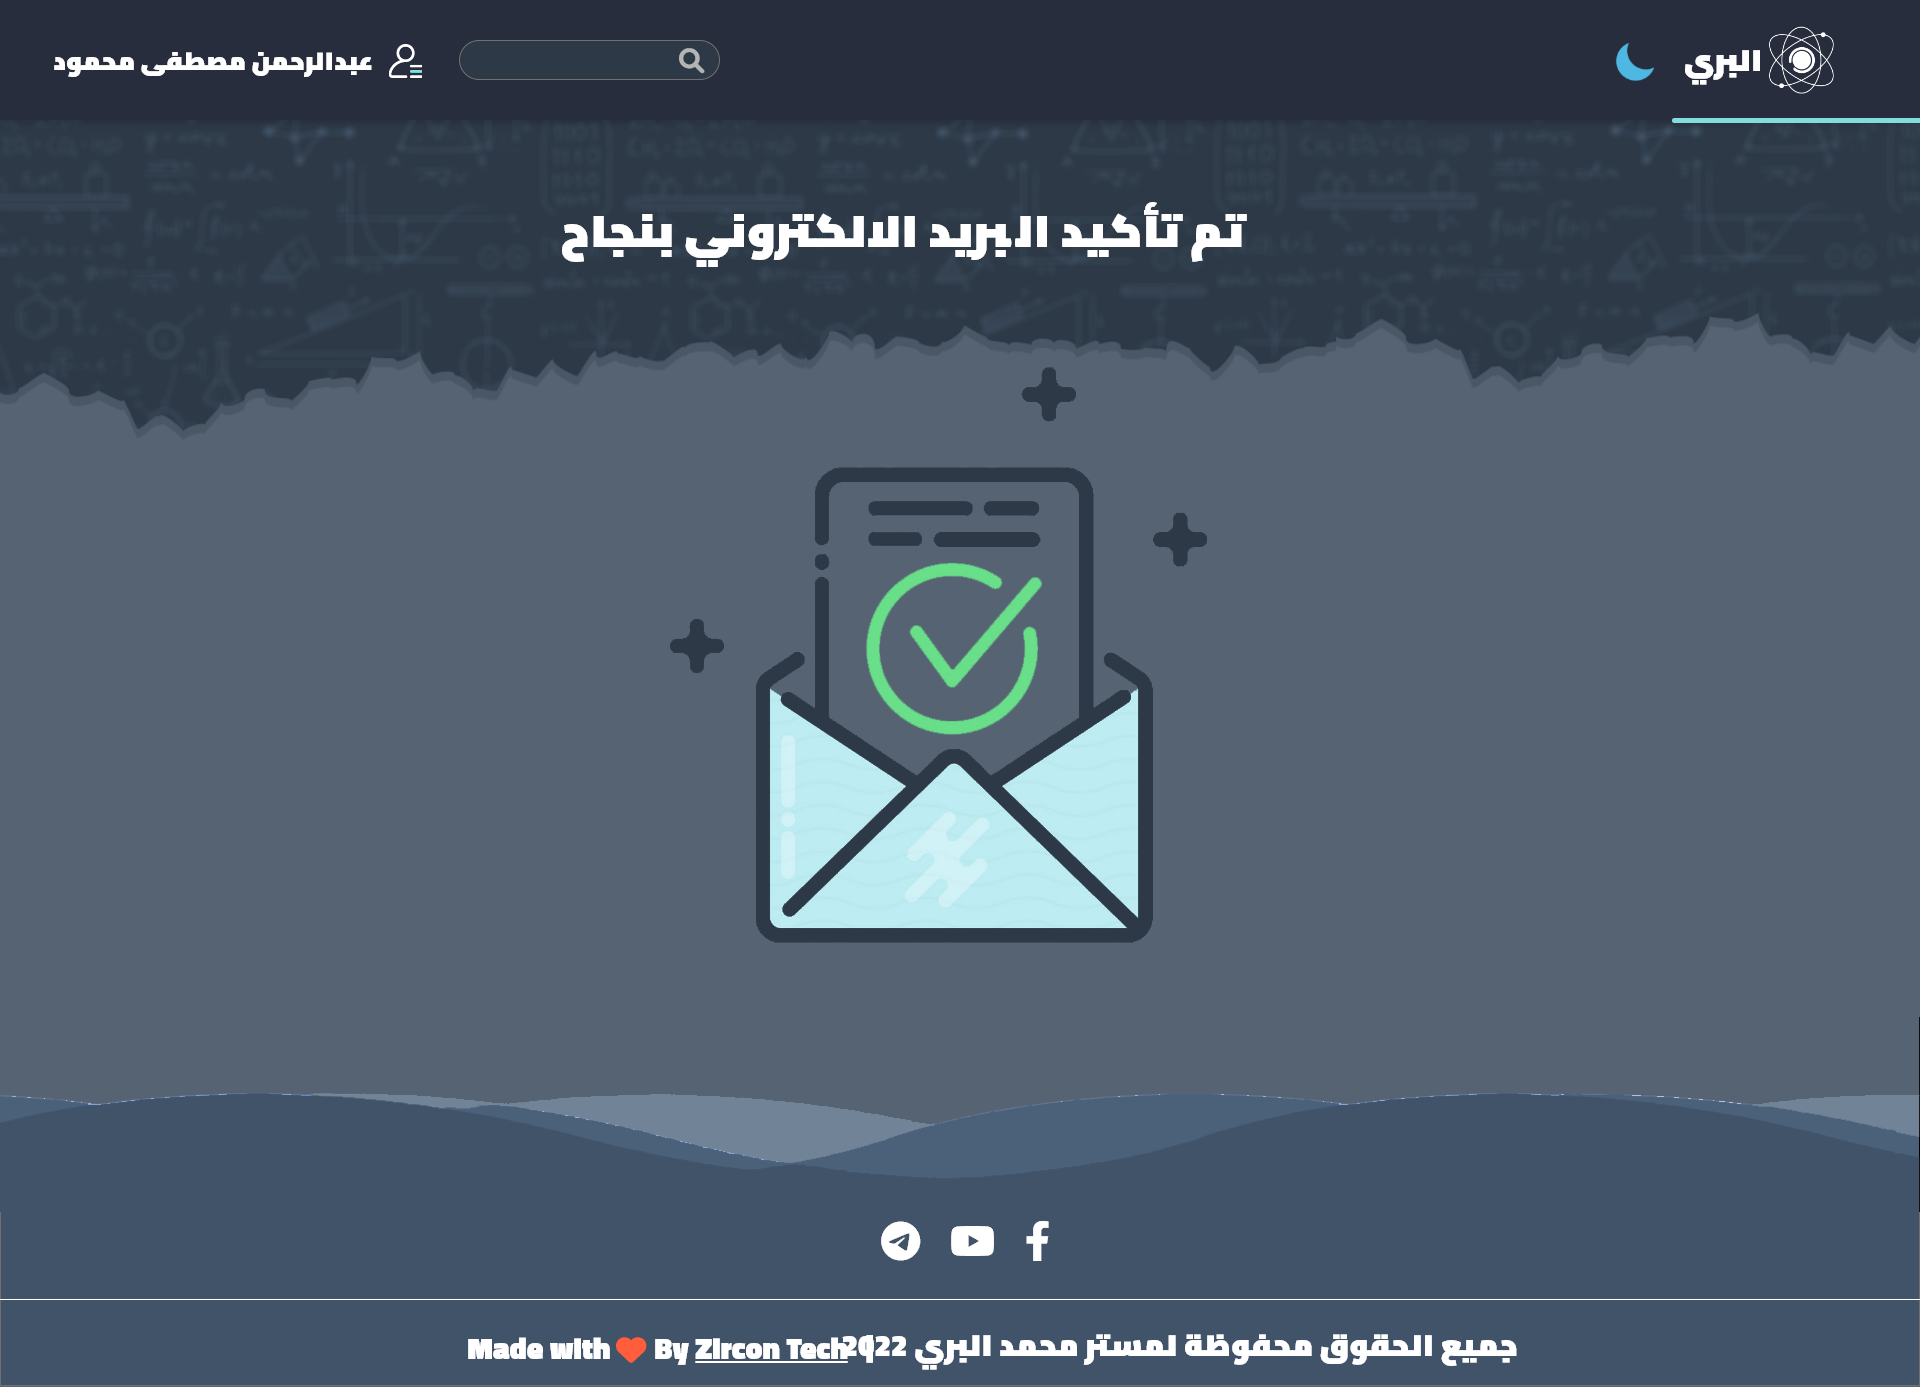 البري
عبدالرحمن مصطفى محمود
تم تأكيد البريد الالكتروني بنجاح
جميع الحقوق محفوظة لمستر محمد البري 2022
Made with By Zircon Tech